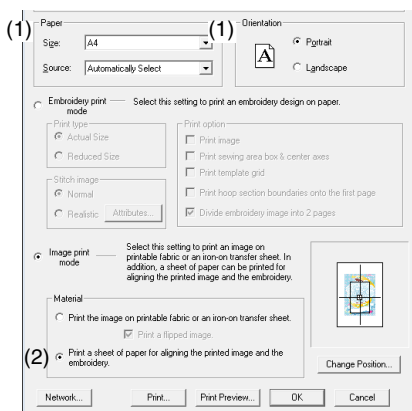 (1) Paper (1) Orientation
Size: A4 Portrait
A
Source: Automatically Select Landscape
Embroidery print mode Select this setting to print an embroidery design on paper.
Print type Print option
Actual Size Print image
Reduced Size Print sewing area box & center axes
Print template grid
Stitch image
Normal Print hoop section boundaries onto the first page
Realistic Attributes... Divide embroidery image into 2 pages
Image print mode
Select this setting to print an image on
printable fabric or an iron-on transfer sheet. In
addition, a sheet of paper can be printed for
aligning the printed image and the embroidery.
Material
Print the image on printable fabric or an iron-on transfer sheet.
Print a flipped image.
(2) Print a sheet of paper for aligning the printed image and the
embroidery.
Change Position...
Network... Print... Print Preview... OK Cancel